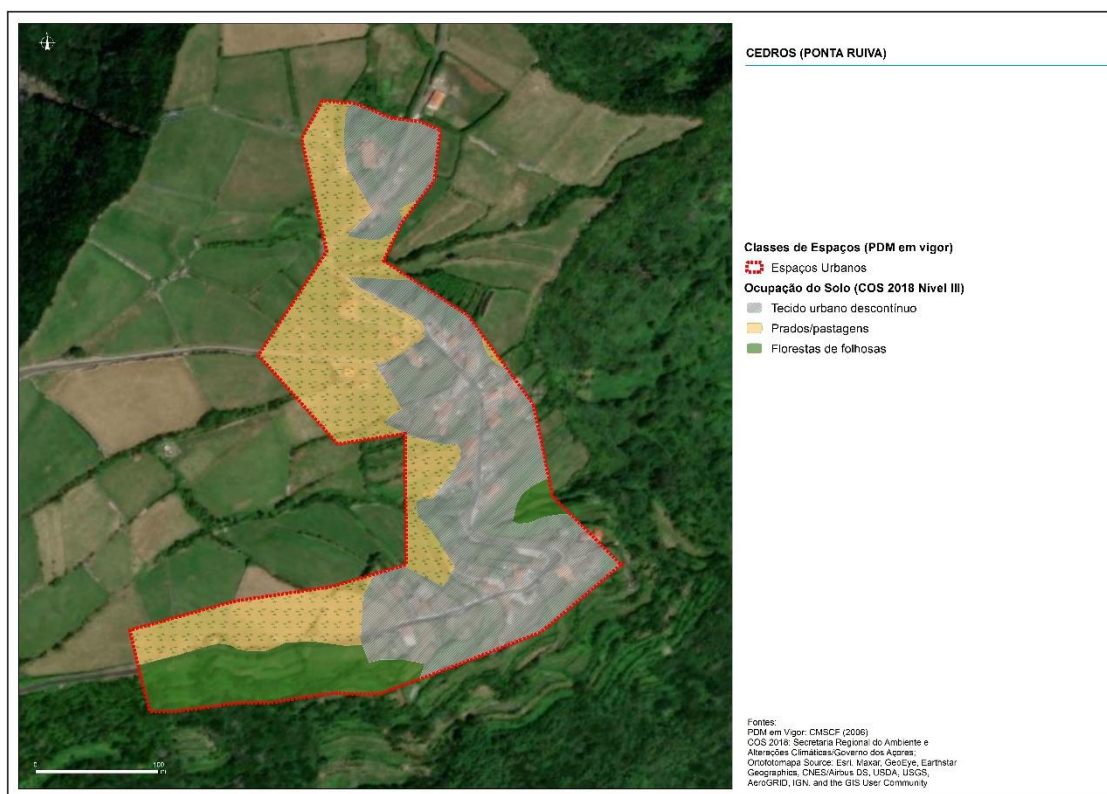 CEDROS (PONTA RUIVA)
Classes de Espaços (PDM em vigor)
Espaços Urbanos
Ocupação do Solo (COS 2018 Nível III)
Tecido urbano descontínuo
Prados/pastagens
Florestas de folhosas
Fontes:
PDM em Vigor: CMSCF (2006)
COS 2018: Secretaria Regional do Ambiente e
Alterações Climáticas/Governo dos Açores;
Ortofotomapa Source: Esri, Maxar, GeoEye, Earthstar
Geographics, CNES/Airbus DS, USDA, USGS,
AeroGRID, IGN, and the GIS User Community
0 100
m